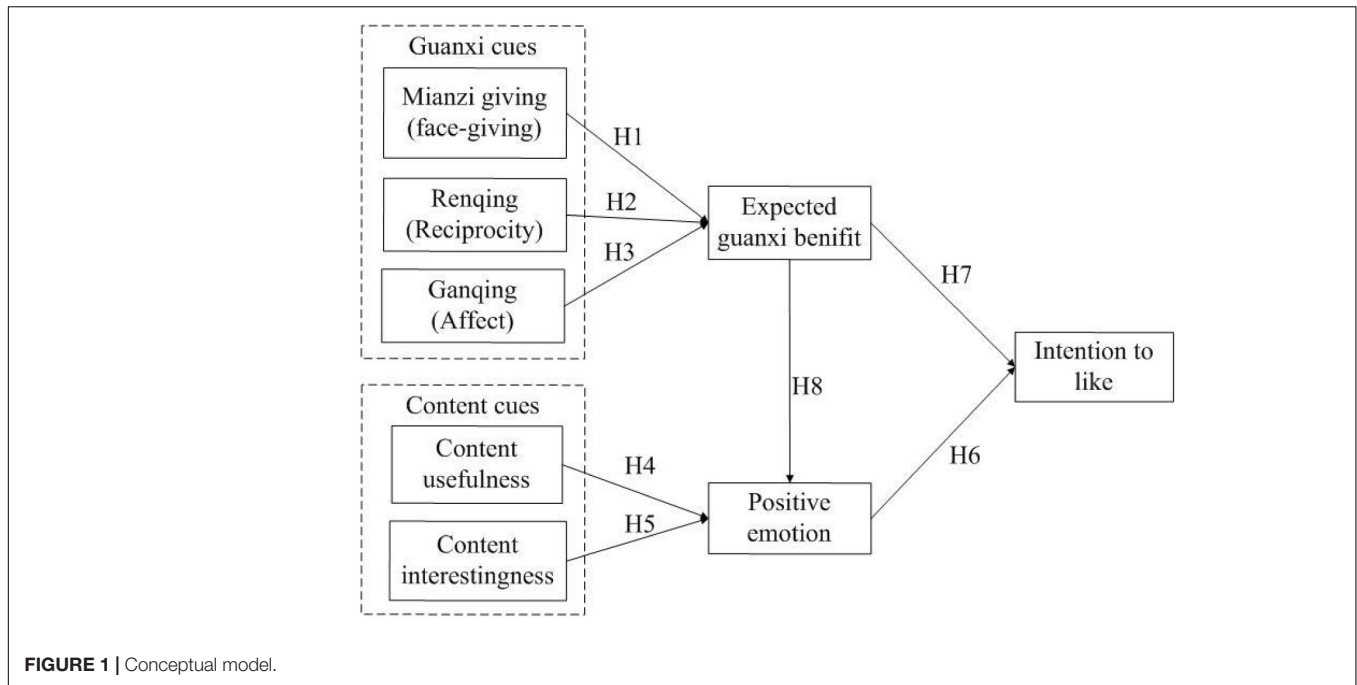 Guanxi cues
Mianzi giving
(face-giving)
H1
Renqing
(Reciprocity)
H2
Ganqing
(Affect)
H3
Expected
guanxi benifit
H7
Intention to
like
H8
Content cues
Content
usefulness
H4
Content
interestingness
H5
Positive
emotion
H6
FIGURE 1 | Conceptual model.